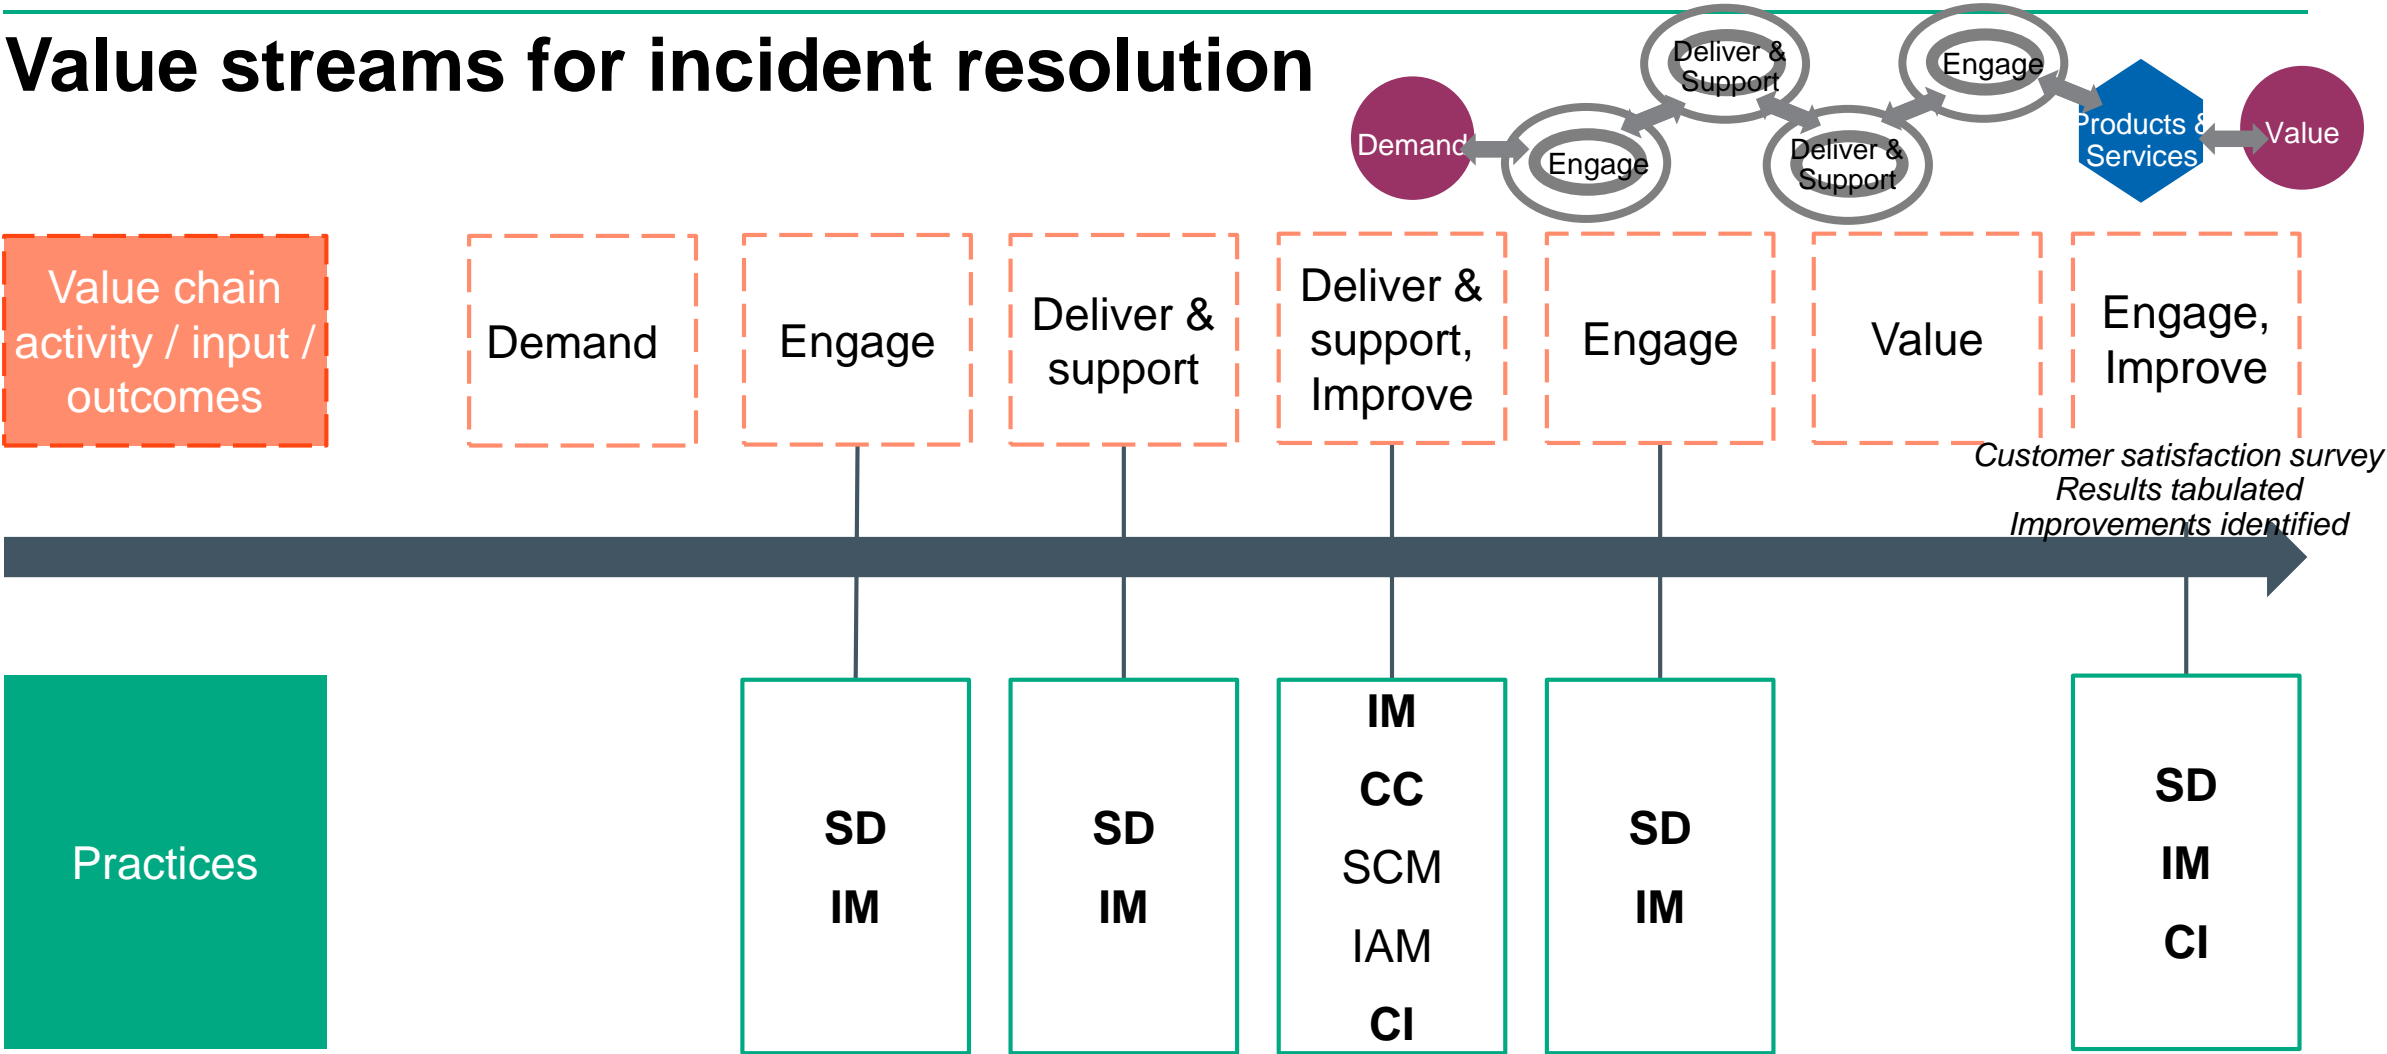 Value streams for incident resolution
Demand
Engage
Deliver &
Support
Deliver &
Support
Engage
Products &
Services
Value
Value chain
activity / input /
outcomes
Demand
Engage
Deliver &
support
Deliver &
support,
Improve
Engage
Value
Engage,
Improve
Customer satisfaction survey
Results tabulated
Improvements identified
Practices
SD
IM
SD
IM
IM
CC
SCM
IAM
CI
SD
IM
SD
IM
CI